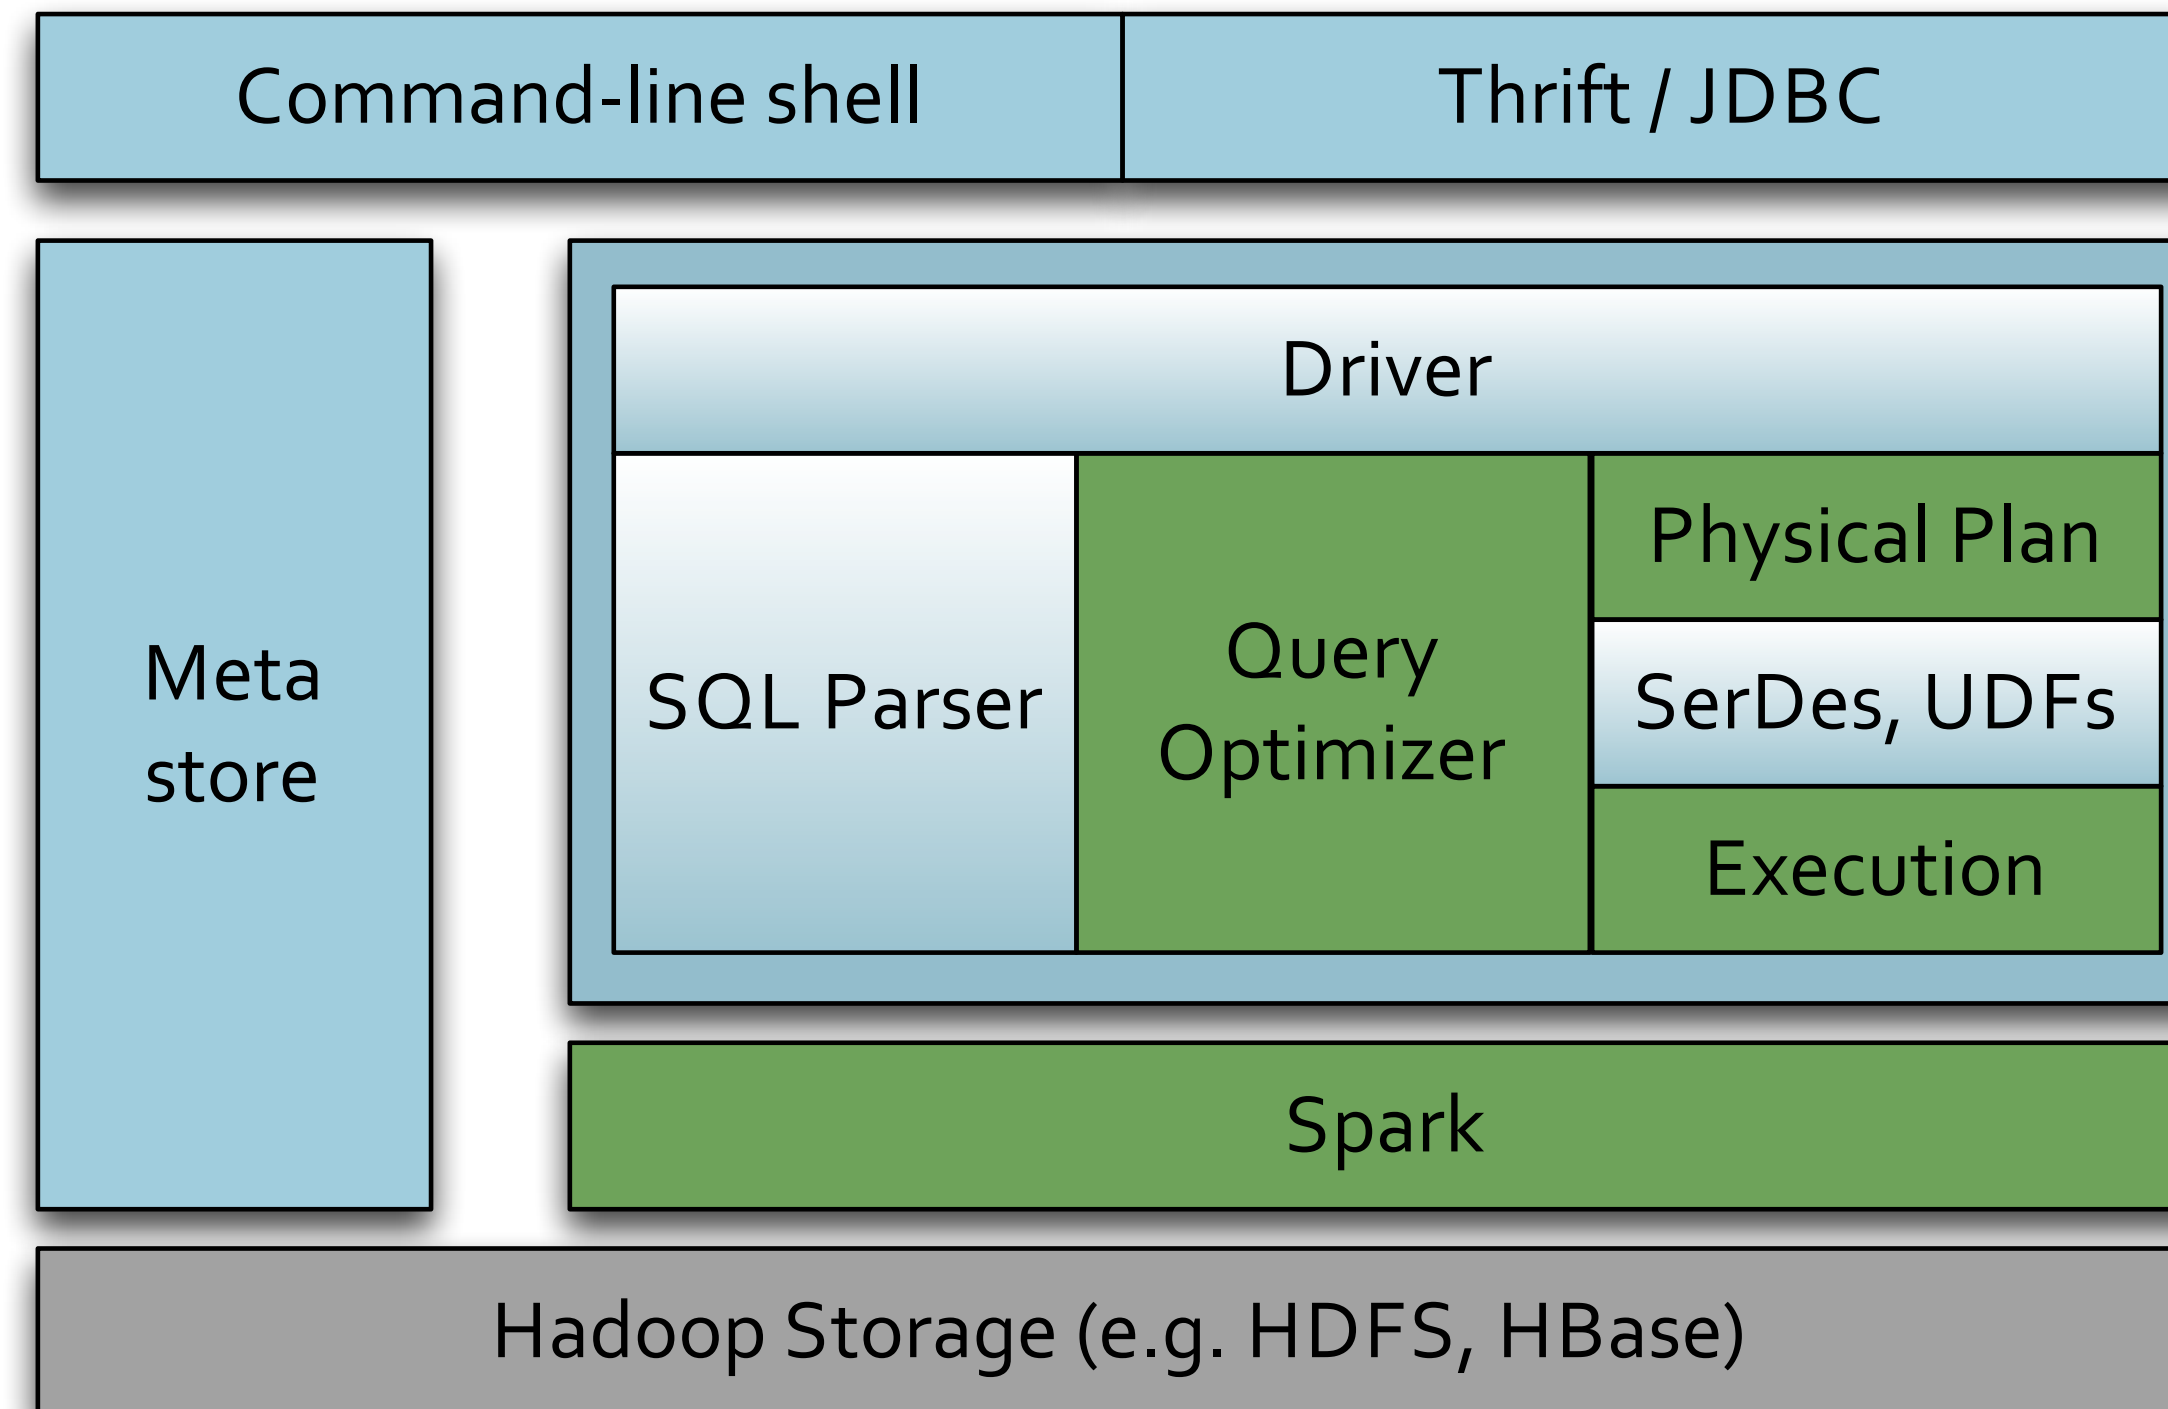 Command-line shell
Thrift / JDBC
Meta
store
Driver
SQL Parser
Query
Optimizer
Physical Plan
SerDes, UDFs
Execution
Spark
Hadoop Storage (e.g. HDFS, HBase)